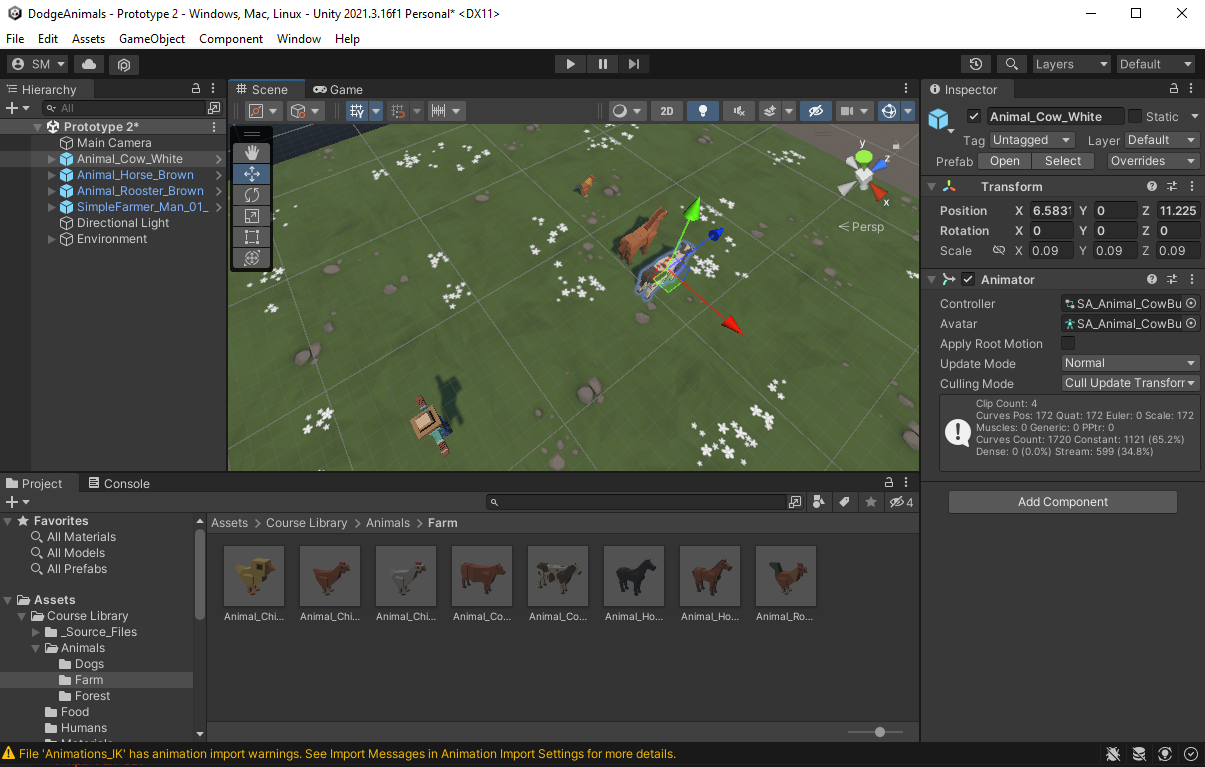 DodgeAnimals - Prototype 2 - Windows, Mac, Linux - Unity 2021.3.16f1 Personal* <DX11>
File Edit Assets GameObject Component Window Help
SM Layers Default
Hierarchy
All
Prototype 2*
Main Camera
Animal_Cow_White
Animal_Horse_Brown
Animal_Rooster_Brown
SimpleFarmer_Man_01_
Directional Light
Environment
Scene Game
2D
y
z
x
Persp
Inspector
Animal_Cow_White Static
Tag Untagged Layer Default
Prefab Open Select Overrides
Transform
Position X 6.5831 Y 0 Z 11.225
Rotation X 0 Y 0 Z 0
Scale X 0.09 Y 0.09 Z 0.09
Animator
Controller SA_Animal_CowBu
Avatar SA_Animal_CowBu
Apply Root Motion
Update Mode Normal
Culling Mode Cull Update Transforr
Clip Count: 4
Curves Pos: 172 Quat: 172 Euler: 0 Scale: 172
Muscles: 0 Generic: 0 PPtr: 0
Curves Count: 1720 Constant: 1121 (65.2%)
Dense: 0 (0.0%) Stream: 599 (34.8%)
Add Component
Project Console
4
Favorites
All Materials
All Models
All Prefabs
Assets
Course Library
_Source_Files
Animals
Dogs
Farm
Forest
Food
Humans
Assets > Course Library > Animals > Farm
Animal_Chi... Animal_Chi... Animal_Chi... Animal_Co... Animal_Co... Animal_Ho... Animal_Ho... Animal_Ro...
File 'Animations_IK' has animation import warnings. See Import Messages in Animation Import Settings for more details.